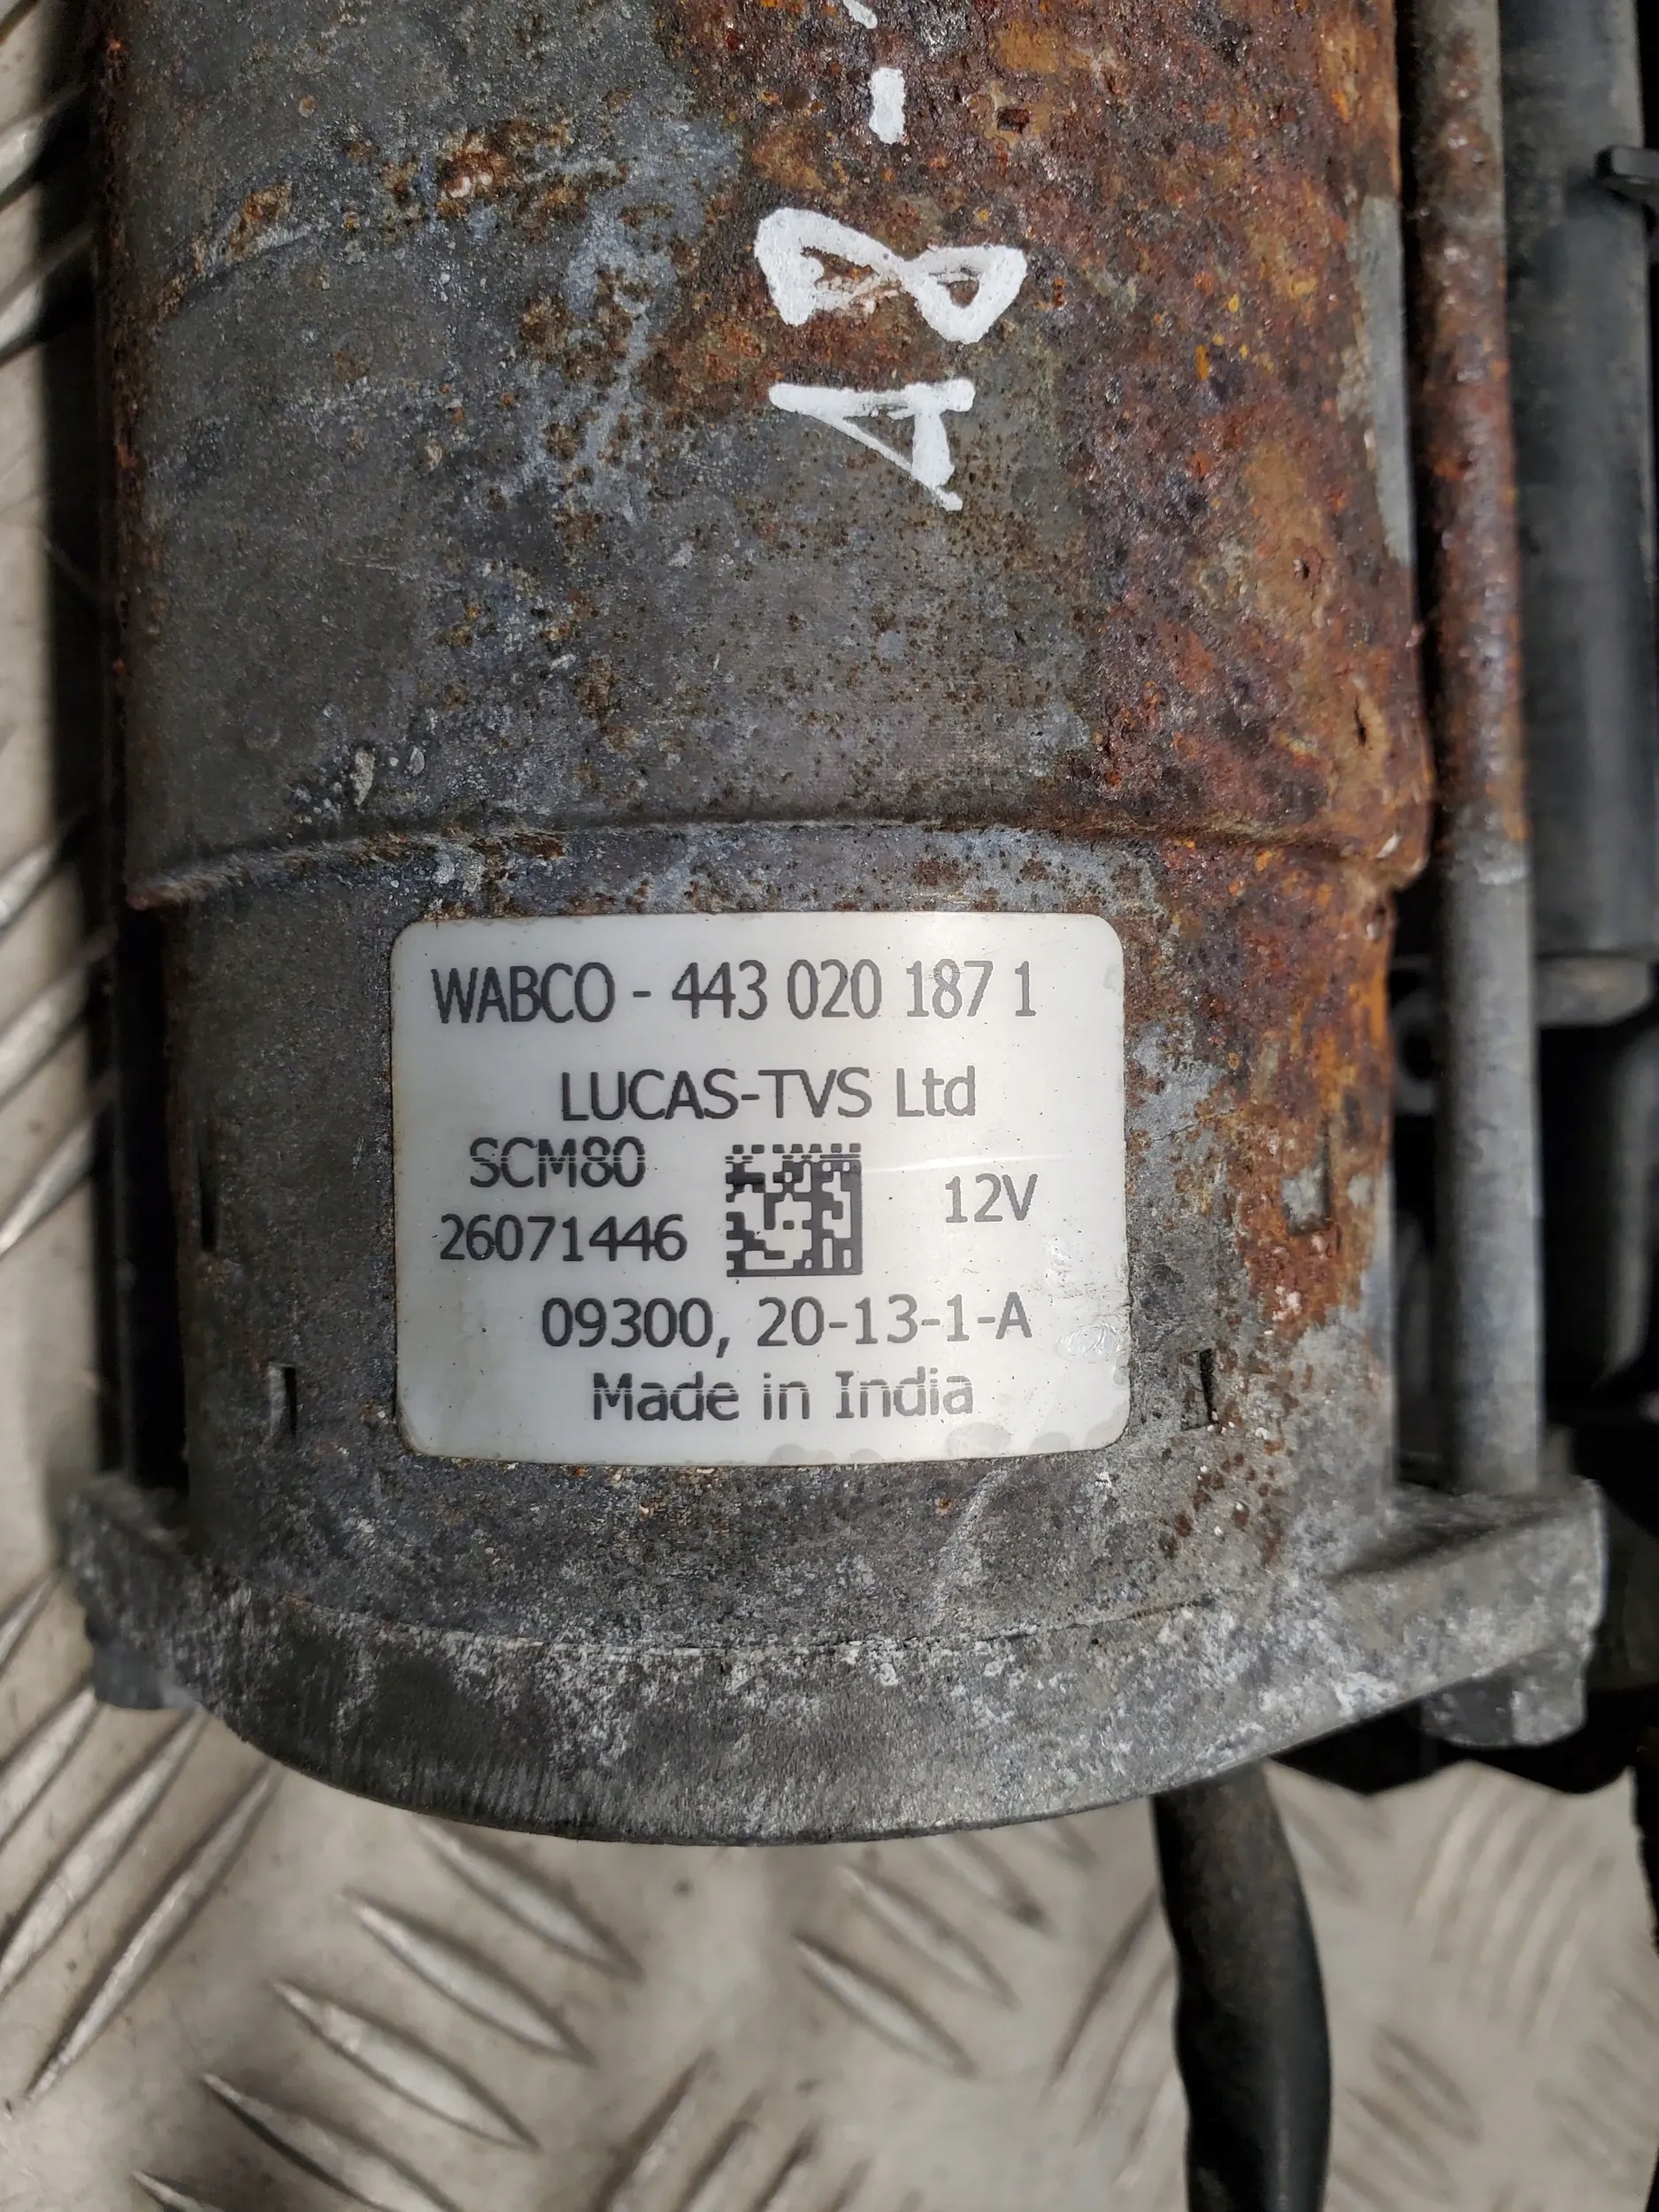 WABCO - 443 020 187 1
LUCAS-TVS Ltd
SCM80
26071446
12V
09300, 20-13-1-A
Made in India